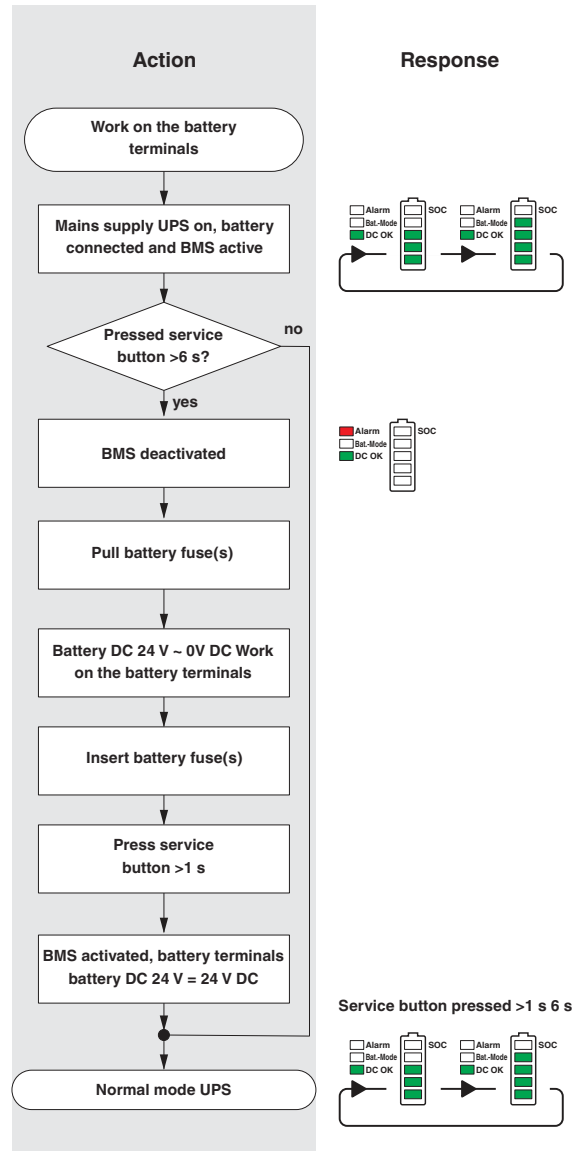 Action
Response
Work on the battery
terminals
Mains supply UPS on, battery
connected and BMS active
Alarm
Bat.-Mode
DC OK
SOC
Alarm
Bat.-Mode
DC OK
SOC
Pressed service
button >6 s?
no
yes
BMS deactivated
Alarm
Bat.-Mode
DC OK
SOC
Pull battery fuse(s)
Battery DC 24 V ~ 0V DC Work
on the battery terminals
Insert battery fuse(s)
Press service
button >1 s
BMS activated, battery terminals
battery DC 24 V = 24 V DC
Service button pressed >1 s 6 s
Alarm
Bat.-Mode
DC OK
SOC
Alarm
Bat.-Mode
DC OK
SOC
Normal mode UPS